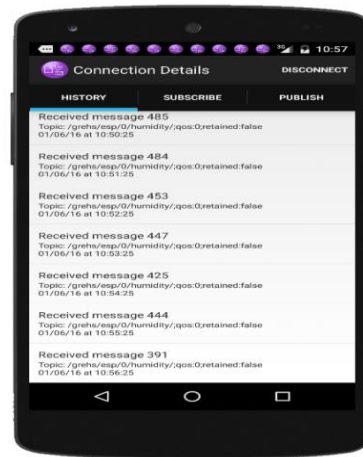 3G 10:57
Connection Details DISCONNECT
HISTORY SUBSCRIBE PUBLISH
Received message 485
Topic: /grehs/esp/0/humidity/;qos:0;retained:false
01/06/16 at 10:50:25
Received message 484
Topic: /grehs/esp/0/humidity/;qos:0;retained:false
01/06/16 at 10:51:25
Received message 453
Topic: /grehs/esp/0/humidity/;qos:0;retained:false
01/06/16 at 10:52:25
Received message 447
Topic: /grehs/esp/0/humidity/;qos:0;retained:false
01/06/16 at 10:53:25
Received message 425
Topic: /grehs/esp/0/humidity/;qos:0;retained:false
01/06/16 at 10:54:25
Received message 444
Topic: /grehs/esp/0/humidity/;qos:0;retained:false
01/06/16 at 10:55:25
Received message 391
Topic: /grehs/esp/0/humidity/;qos:0;retained:false
01/06/16 at 10:56:25